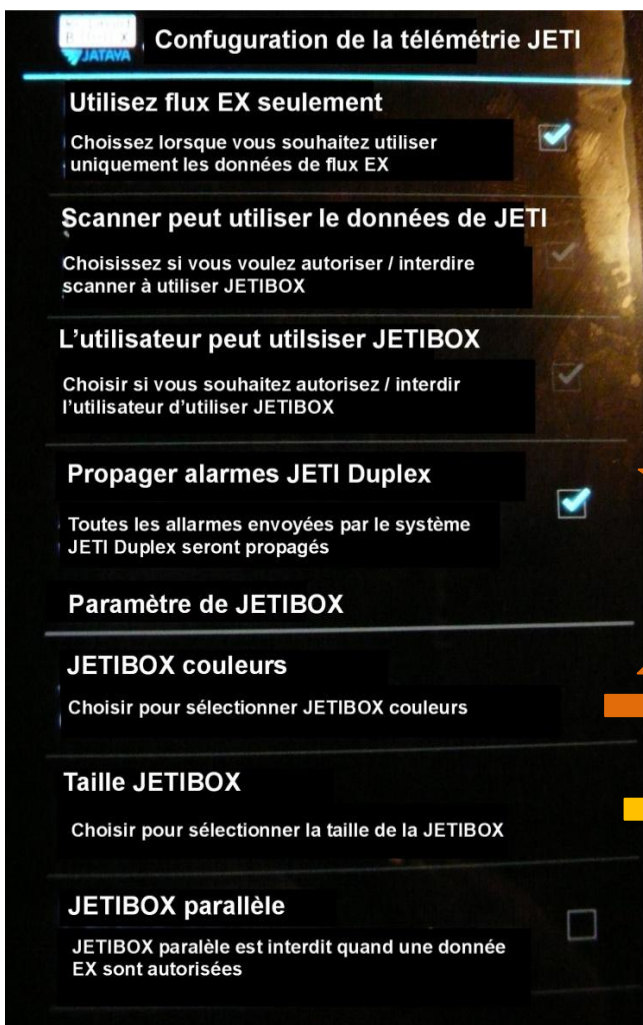 JATAYA
Confuguration de la télémétrie JETI
Utilisez flux EX seulement
Choissez lorsque vous souhaitez utiliser
uniquement les données de flux EX
Scanner peut utiliser le données de JETI
Choisissez si vous voulez autoriser / interdire
scanner à utiliser JETIBOX
L'utilisateur peut utilsiser JETIBOX
Choisir si vous souhaitez autorisez / interdir
l'utilisateur d'utiliser JETIBOX
Propager alarmes JETI Duplex
Toutes les allarmes envoyées par le système
JETI Duplex seront propagés
Paramètre de JETIBOX
JETIBOX couleurs
Choisir pour sélectionner JETIBOX couleurs
Taille JETIBOX
Choisir pour sélectionner la taille de la JETIBOX
JETIBOX parallèle
JETIBOX paralèle est interdit quand une donnée
EX sont autorisées